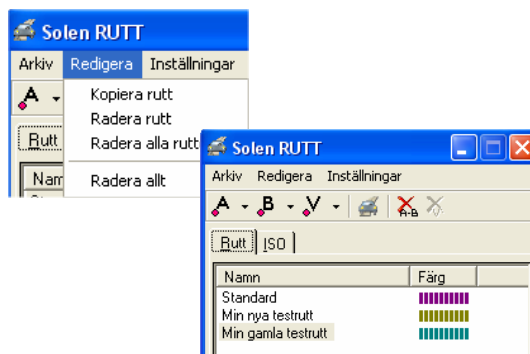 Solen RUTT
Arkiv Redigera Inställningar
A
Kopiera rutt
Radera rutt
Radera alla rutt
Radera allt
Rutt
Solen RUTT
Arkiv Redigera Inställningar
A B V A-B
Rutt ISO
Namn Färg
Standard
Min nya testrutt
Min gamla testrutt